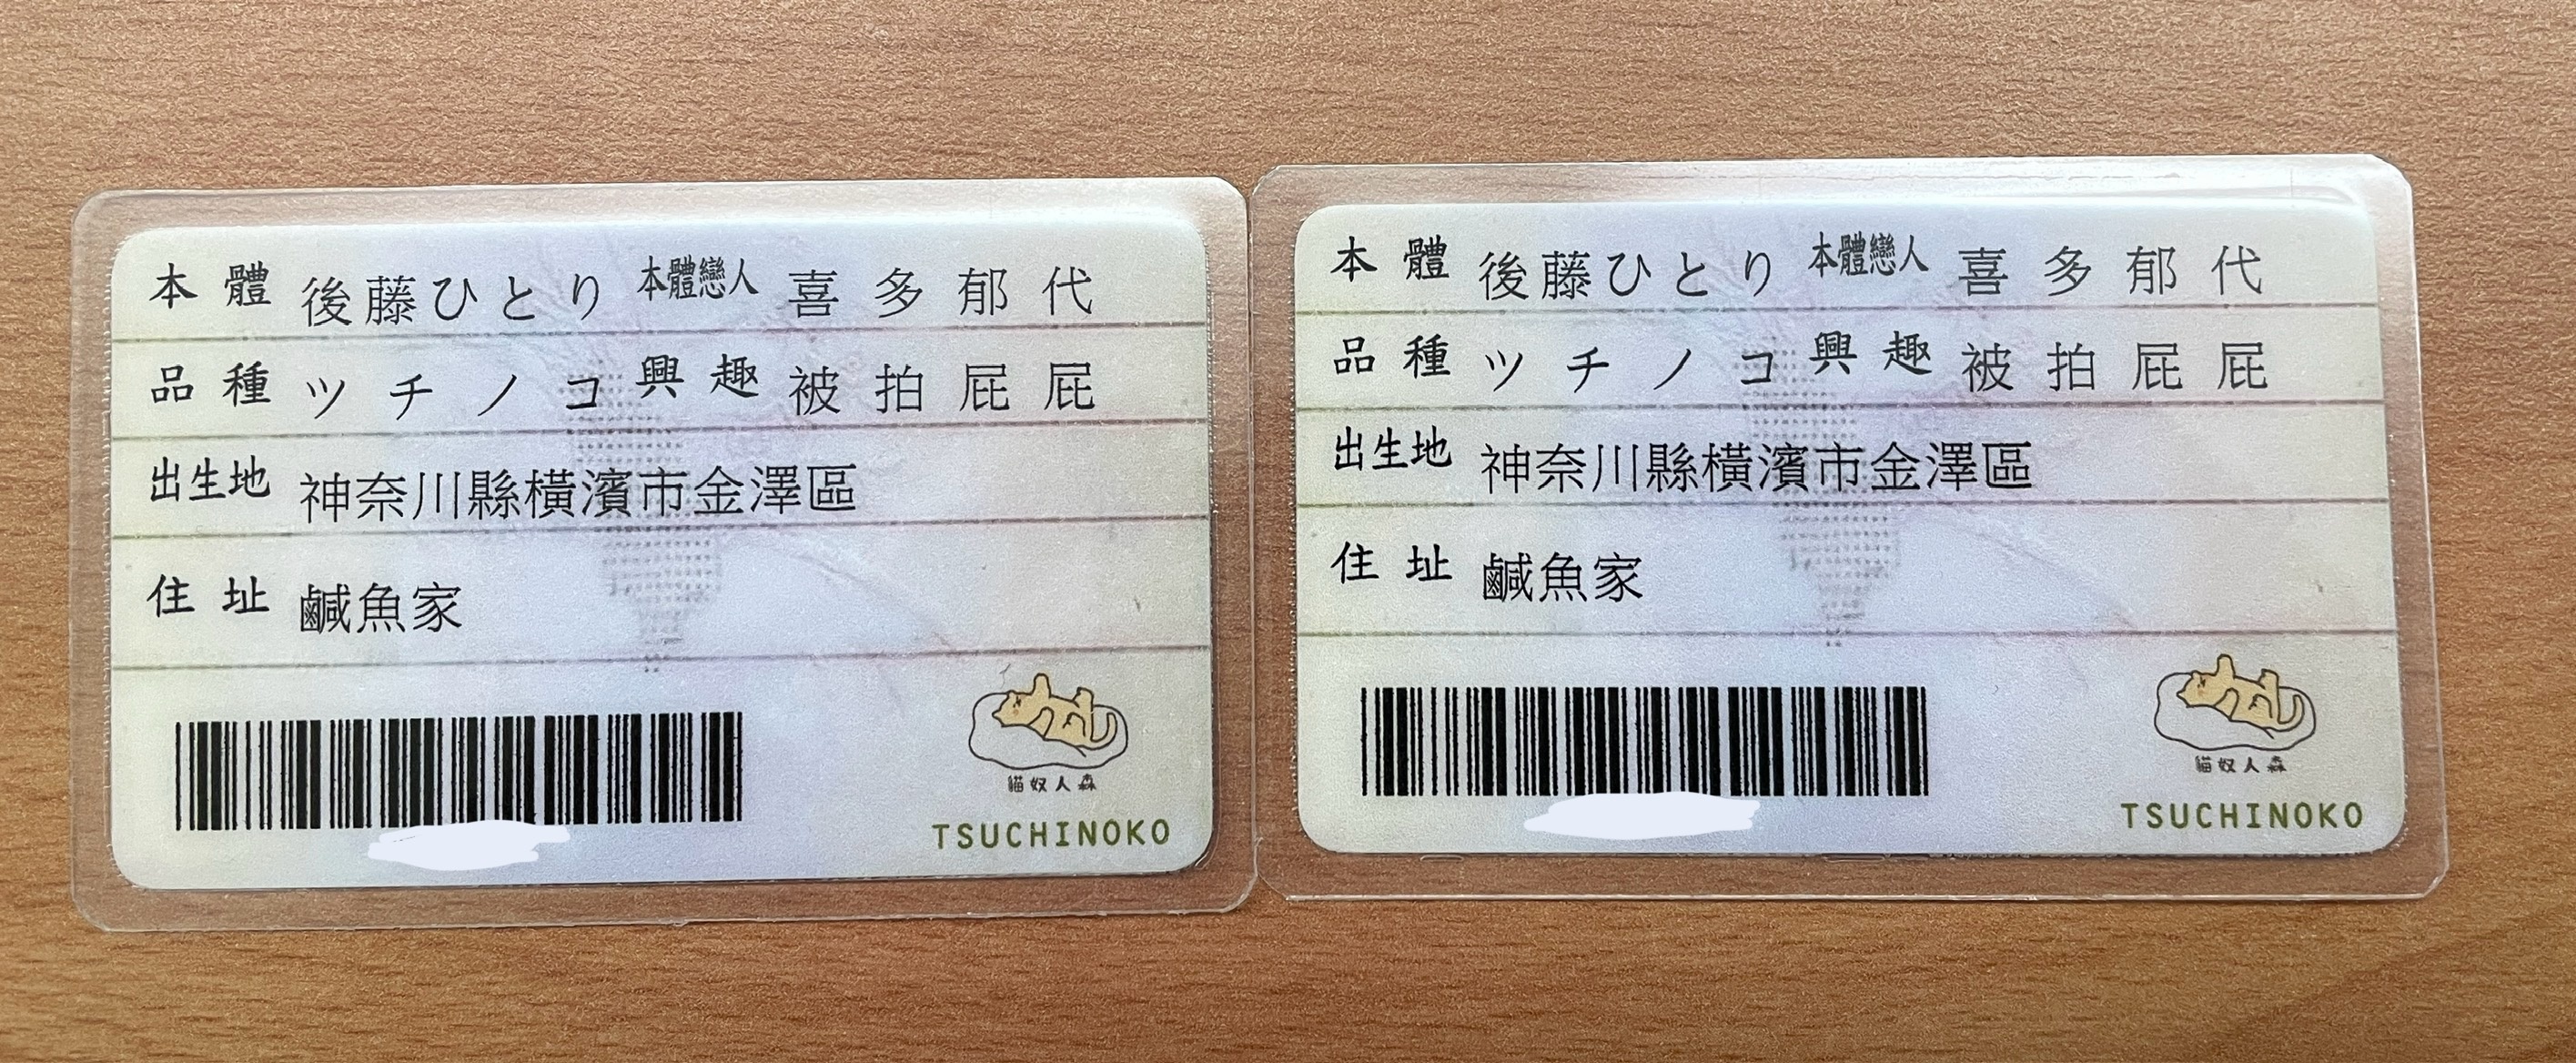 本體 後藤ひとり 本體戀人 喜多郁代
品種 ツチノコ 興趣 被拍屁屁
出生地 神奈川縣橫濱市金澤區
住址 鹹魚家
貓奴人森
TSUCHINOKO
本體 後藤ひとり 本體戀人 喜多郁代
品種 ツチノコ 興趣 被拍屁屁
出生地 神奈川縣橫濱市金澤區
住址 鹹魚家
貓奴人森
TSUCHINOKO